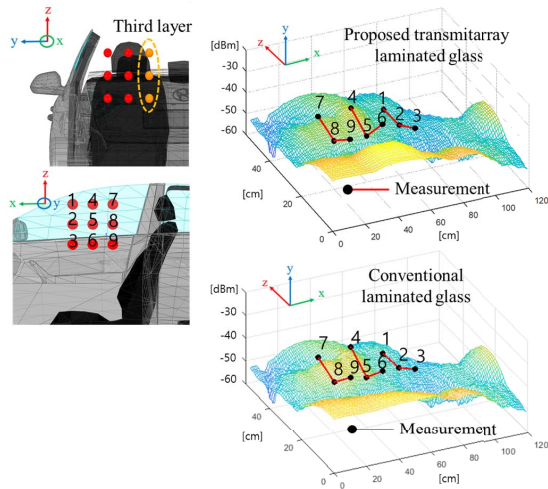 z
y
x
Third layer
z
x
y
1 4 7
2 5 8
3 6 9
Proposed transmitarray
laminated glass
[dBm]
-30
-40
-50
-60
z
y
x
7
4
1
8
9
5
6
2
3
Measurement
40
20
0
[cm]
0
20
40
60
80
100
120
[cm]
Conventional
laminated glass
[dBm]
-30
-40
-50
-60
z
y
x
7
4
1
8
9
5
6
2
3
Measurement
40
20
0
[cm]
0
20
40
60
80
100
120
[cm]